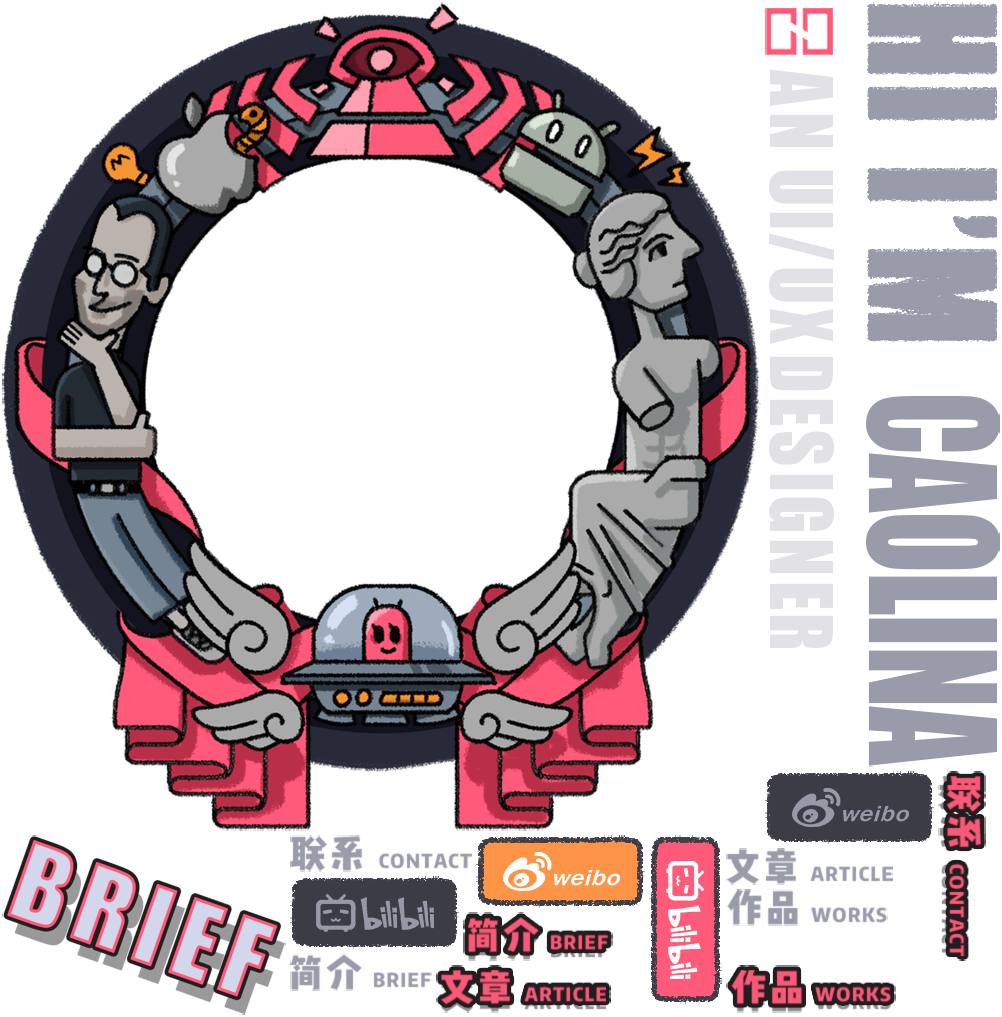 HI I'M CAOLINA
AN UI/UX DESIGNER
weibo
联系 CONTACT
BRIEF
联系 CONTACT
weibo
bilibili
简介 BRIEF
简介 BRIEF
文章 ARTICLE
bilibili
文章 ARTICLE
作品 WORKS
作品 WORKS